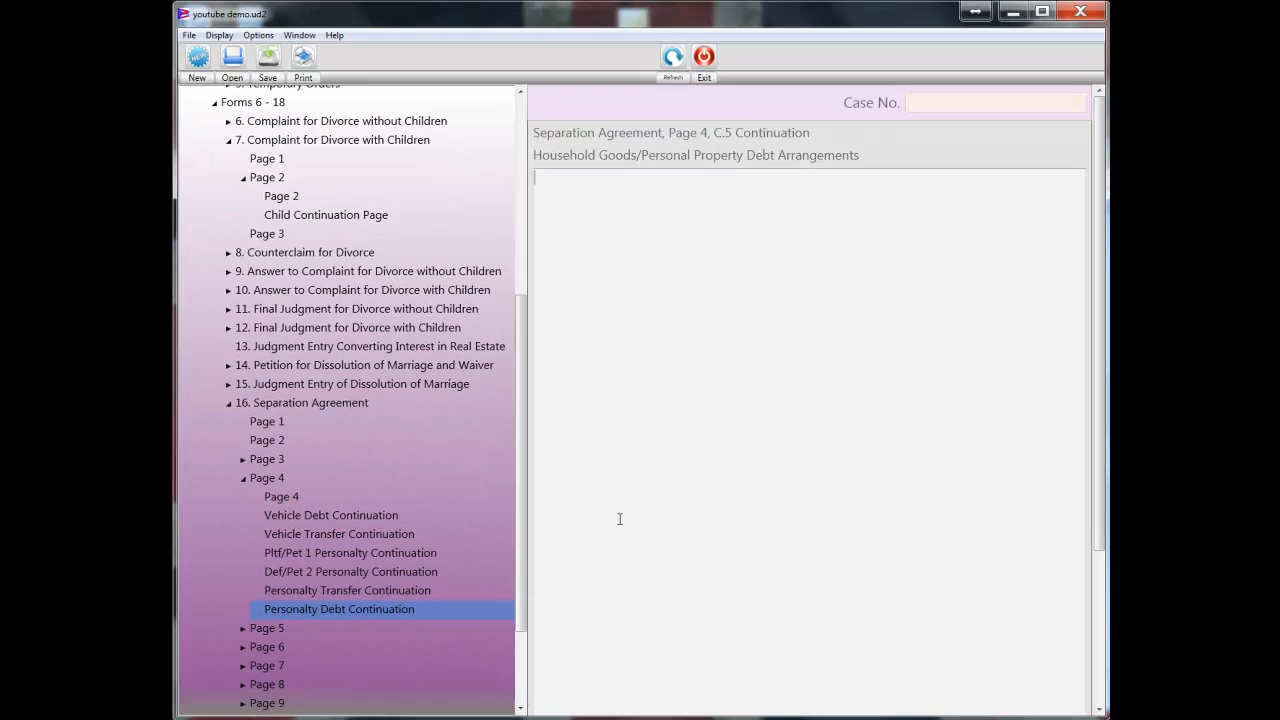 youtube demo.ud2
File Display Options Window Help
NEW
New Open Save Print Refresh Exit
5. Temporary Orders
Forms 6 - 18
6. Complaint for Divorce without Children
7. Complaint for Divorce with Children
Page 1
Page 2
Page 2
Child Continuation Page
Page 3
8. Counterclaim for Divorce
9. Answer to Complaint for Divorce without Children
10. Answer to Complaint for Divorce with Children
11. Final Judgment for Divorce without Children
12. Final Judgment for Divorce with Children
13. Judgment Entry Converting Interest in Real Estate
14. Petition for Dissolution of Marriage and Waiver
15. Judgment Entry of Dissolution of Marriage
16. Separation Agreement
Page 1
Page 2
Page 3
Page 4
Page 4
Vehicle Debt Continuation
Vehicle Transfer Continuation
Pltf/Pet 1 Personalty Continuation
Def/Pet 2 Personalty Continuation
Personalty Transfer Continuation
Personalty Debt Continuation
Page 5
Page 6
Page 7
Page 8
Page 9
Case No.
Separation Agreement, Page 4, C.5 Continuation
Household Goods/Personal Property Debt Arrangements